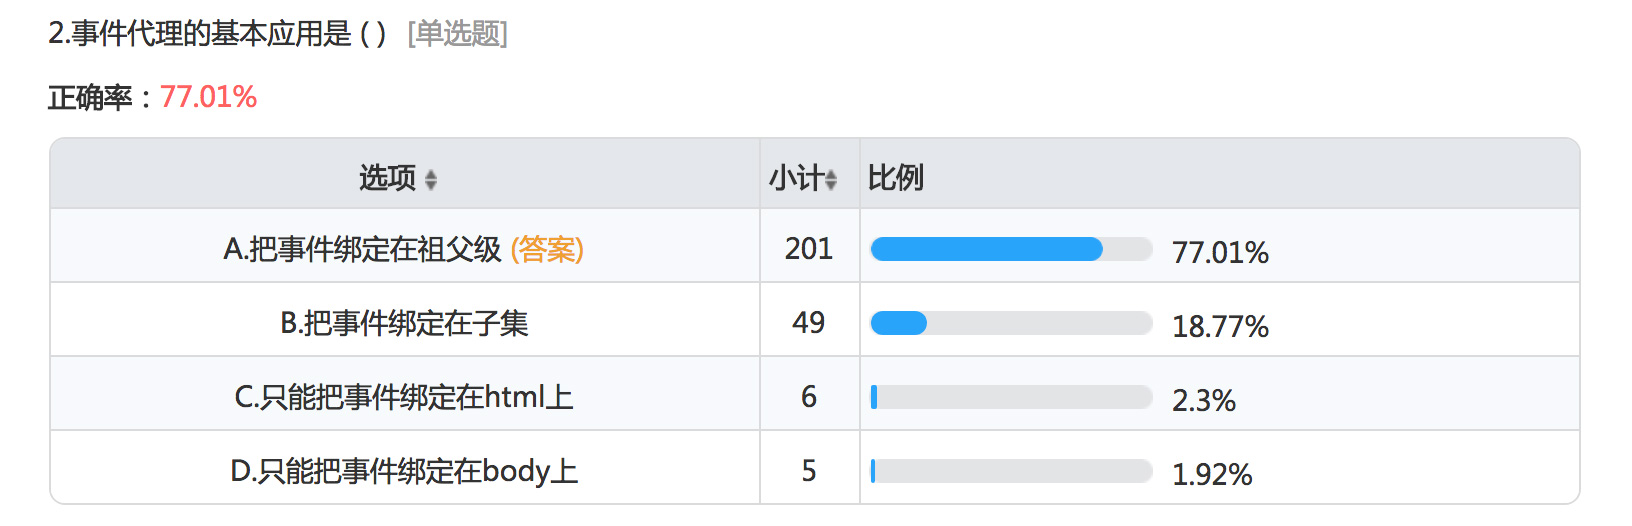 2.事件代理的基本应用是 ( ) [单选题]
正确率：77.01%
选项 小计 比例
A.把事件绑定在祖父级 (答案) 201 77.01%
B.把事件绑定在子集 49 18.77%
C.只能把事件绑定在html上 6 2.3%
D.只能把事件绑定在body上 5 1.92%